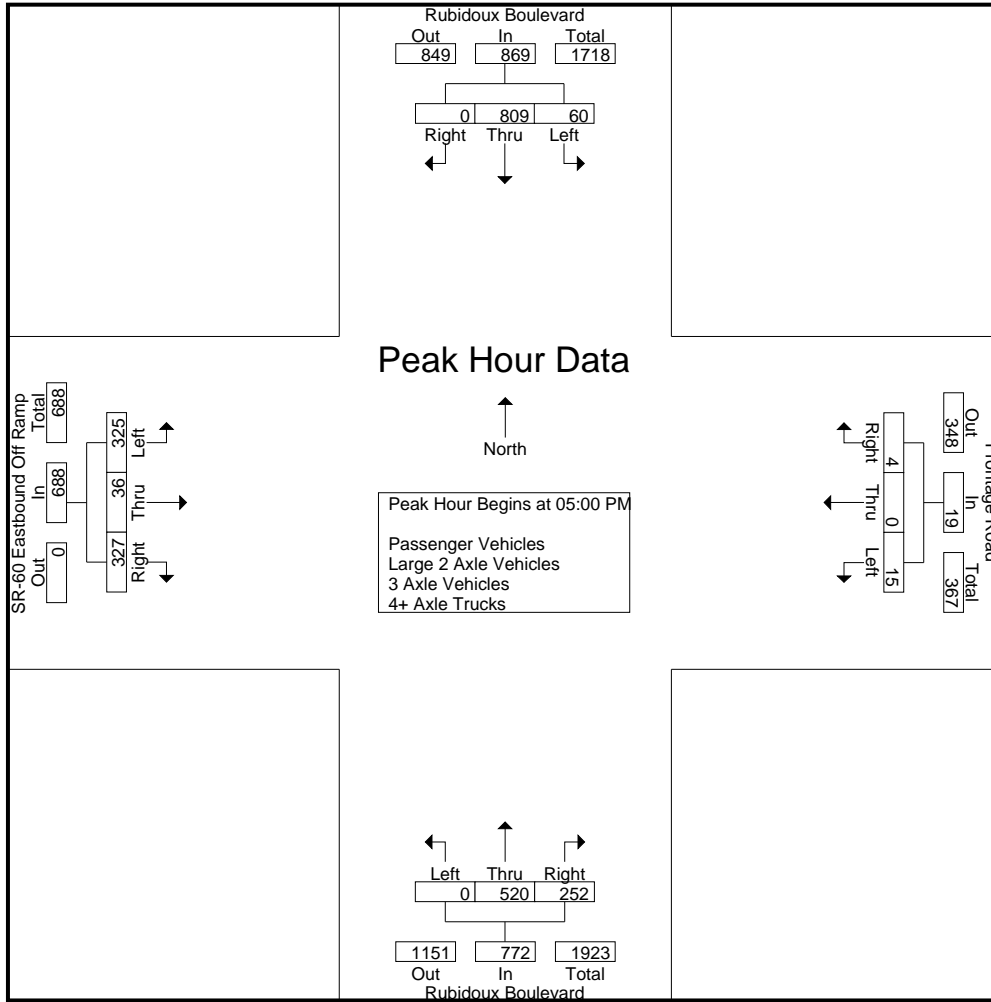 Rubidoux Boulevard
Out In Total
849 869 1718
0 809 60
Right Thru Left
Peak Hour Data
North
Peak Hour Begins at 05:00 PM
Passenger Vehicles
Large 2 Axle Vehicles
3 Axle Vehicles
4+ Axle Trucks
SR-60 Eastbound Off Ramp
Out In Total
0 688 688
Left Thru Right
325 36 327
Road
Out In Total
348 19 367
Right Thru Left
4 0 15
Left Thru Right
0 520 252
1151 772 1923
Out In Total
Rubidoux Boulevard